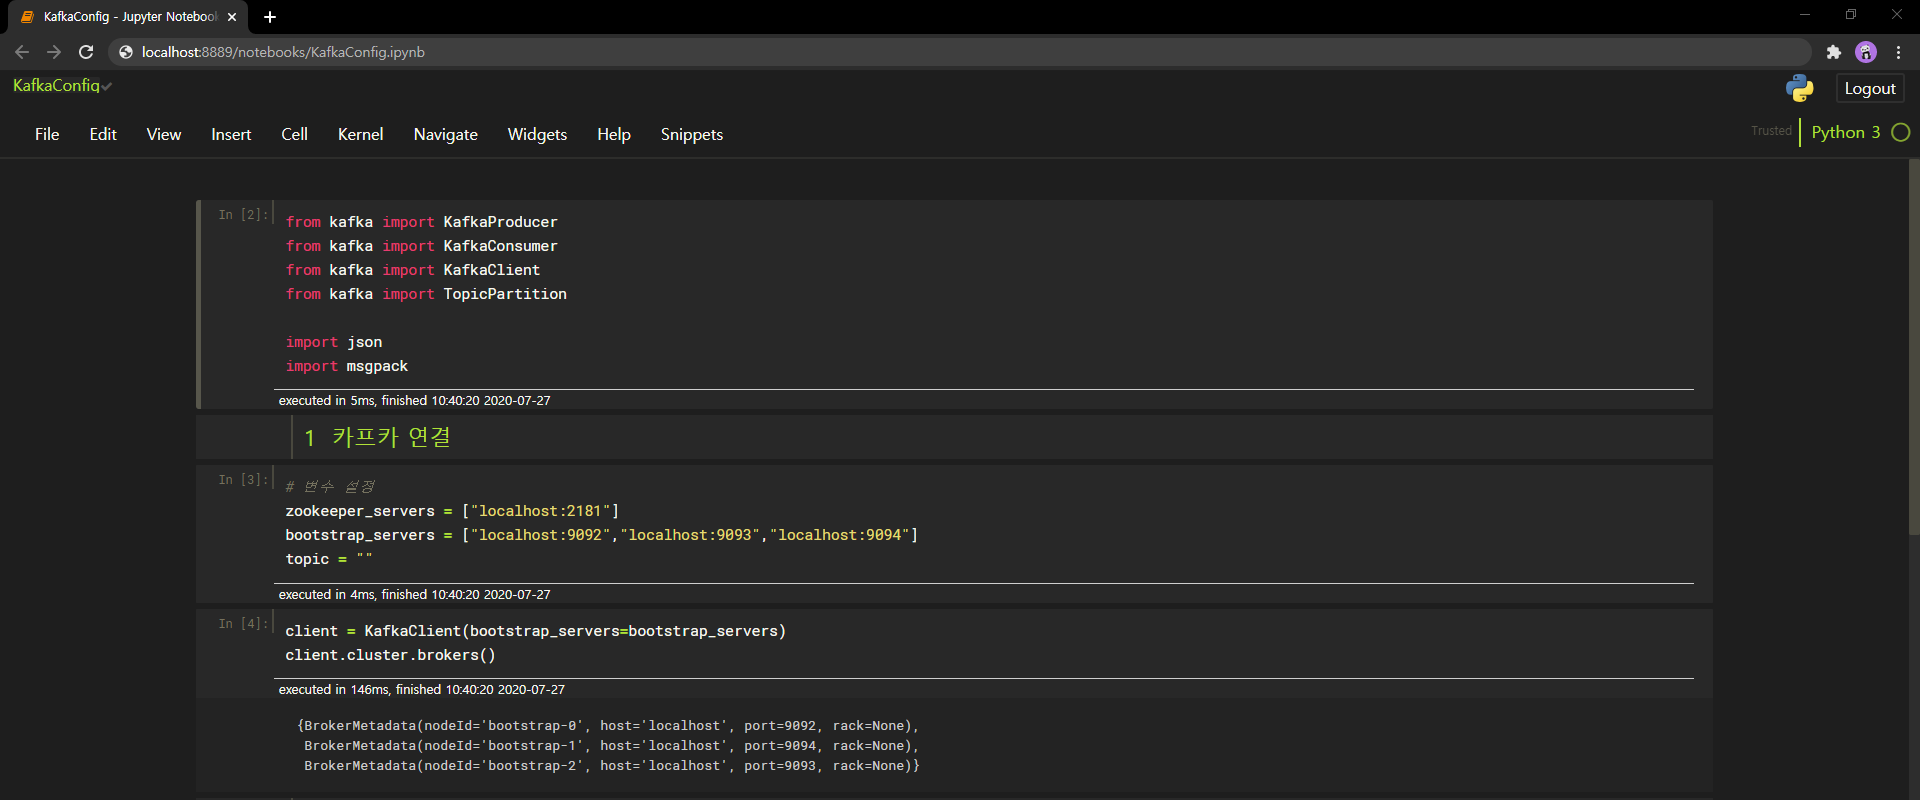 KafkaConfig - Jupyter Notebook
localhost:8889/notebooks/KafkaConfig.ipynb
KafkaConfig
Logout
File Edit View Insert Cell Kernel Navigate Widgets Help Snippets
Trusted Python 3
In [2]:
from kafka import KafkaProducer
from kafka import KafkaConsumer
from kafka import KafkaClient
from kafka import TopicPartition
import json
import msgpack
executed in 5ms, finished 10:40:20 2020-07-27
1 카프카 연결
In [3]:
# 변수 설정
zookeeper_servers = ["localhost:2181"]
bootstrap_servers = ["localhost:9092","localhost:9093","localhost:9094"]
topic = ""
executed in 4ms, finished 10:40:20 2020-07-27
In [4]:
client = KafkaClient(bootstrap_servers=bootstrap_servers)
client.cluster.brokers()
executed in 146ms, finished 10:40:20 2020-07-27
{BrokerMetadata(nodeId='bootstrap-0', host='localhost', port=9092, rack=None),
BrokerMetadata(nodeId='bootstrap-1', host='localhost', port=9094, rack=None),
BrokerMetadata(nodeId='bootstrap-2', host='localhost', port=9093, rack=None)}